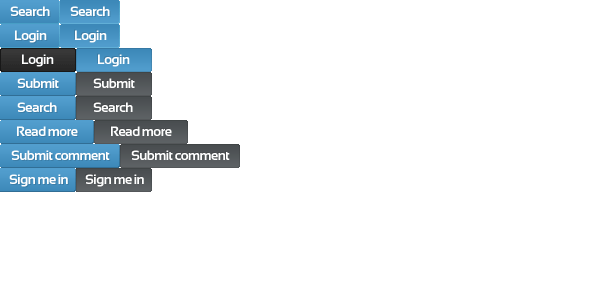 Search Search
Login Login
Login Login
Submit Submit
Search Search
Read more Read more
Submit comment Submit comment
Sign me in Sign me in